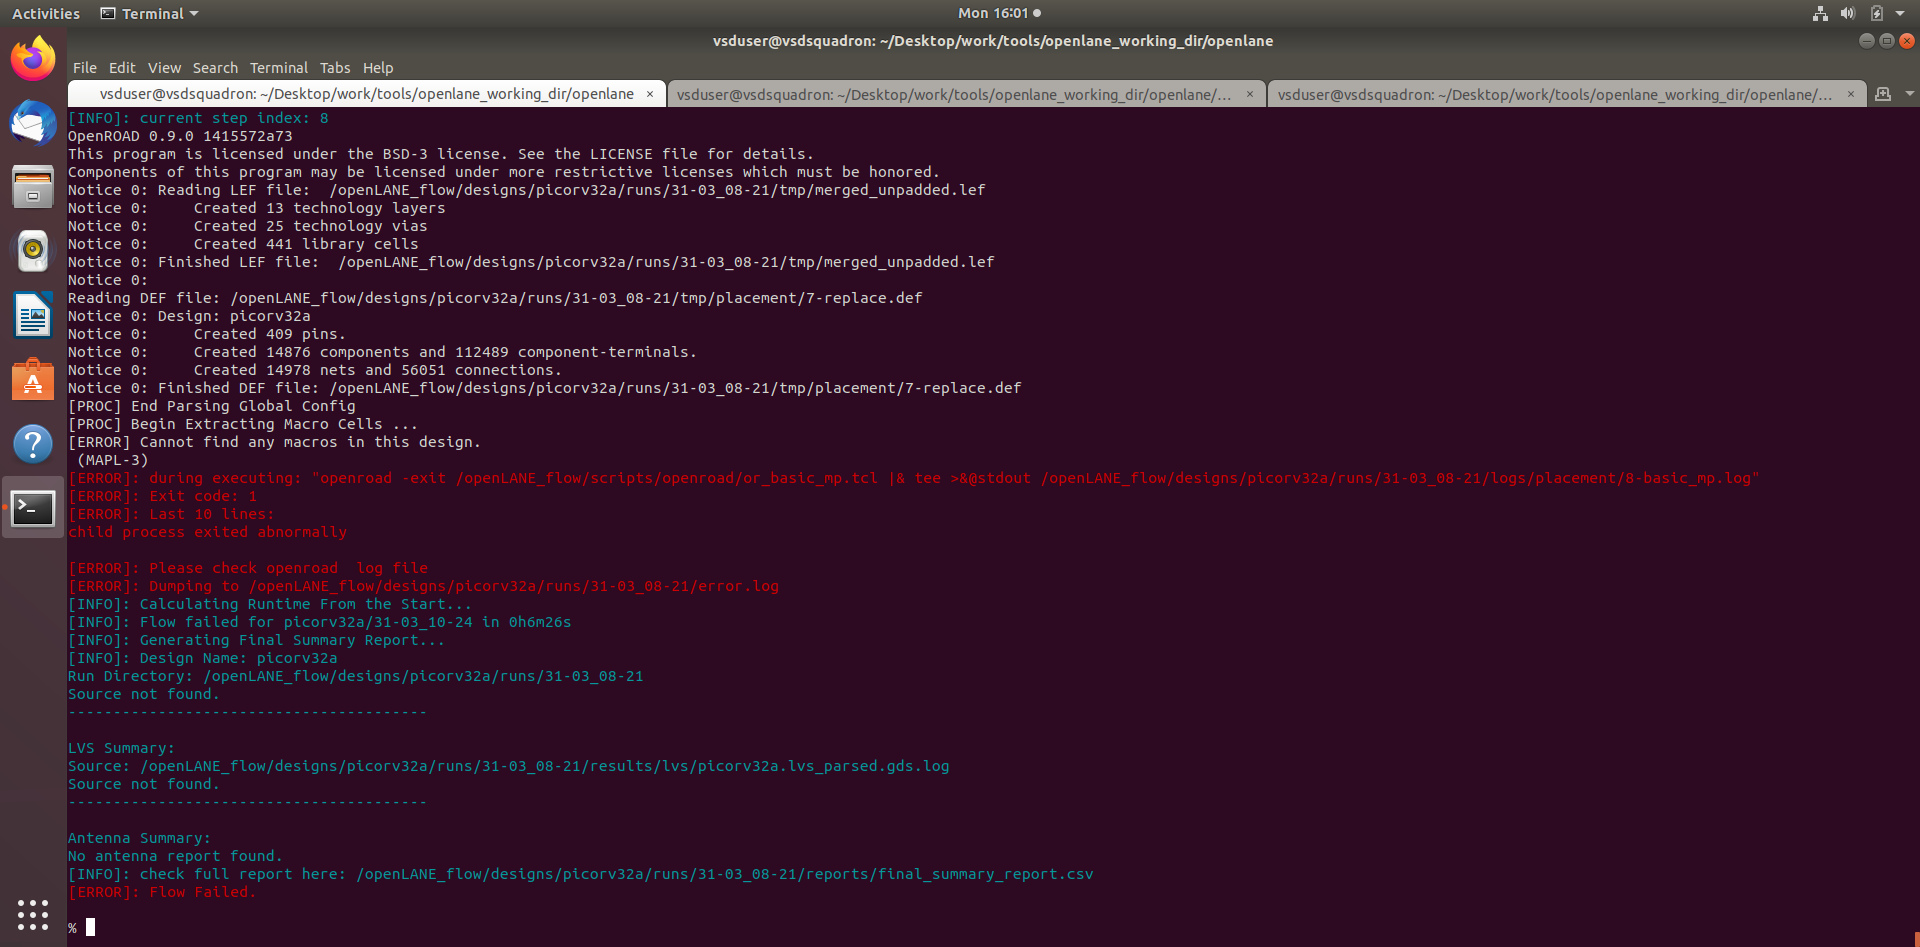 Activities
Terminal
Mon 16:01
vsduser@vsdsquadron: ~/Desktop/work/tools/openlane_working_dir/openlane
File Edit View Search Terminal Tabs Help
vsduser@vsdsquadron: ~/Desktop/work/tools/openlane_working_dir/openlane ×
vsduser@vsdsquadron: ~/Desktop/work/tools/openlane_working_dir/openlane/... ×
vsduser@vsdsquadron: ~/Desktop/work/tools/openlane_working_dir/openlane/... ×
[INFO]: current step index: 8
OpenROAD 0.9.0 1415572a73
This program is licensed under the BSD-3 license. See the LICENSE file for details.
Components of this program may be licensed under more restrictive licenses which must be honored.
Notice 0: Reading LEF file:  /openLANE_flow/designs/picorv32a/runs/31-03_08-21/tmp/merged_unpadded.lef
Notice 0:     Created 13 technology layers
Notice 0:     Created 25 technology vias
Notice 0:     Created 441 library cells
Notice 0: Finished LEF file:  /openLANE_flow/designs/picorv32a/runs/31-03_08-21/tmp/merged_unpadded.lef
Notice 0:
Reading DEF file: /openLANE_flow/designs/picorv32a/runs/31-03_08-21/tmp/placement/7-replace.def
Notice 0: Design: picorv32a
Notice 0:     Created 409 pins.
Notice 0:     Created 14876 components and 112489 component-terminals.
Notice 0:     Created 14978 nets and 56051 connections.
Notice 0: Finished DEF file: /openLANE_flow/designs/picorv32a/runs/31-03_08-21/tmp/placement/7-replace.def
[PROC] End Parsing Global Config
[PROC] Begin Extracting Macro Cells ...
[ERROR] Cannot find any macros in this design.
 (MAPL-3)
[ERROR]: during executing: "openroad -exit /openLANE_flow/scripts/openroad/or_basic_mp.tcl |& tee >&@stdout /openLANE_flow/designs/picorv32a/runs/31-03_08-21/logs/placement/8-basic_mp.log"
[ERROR]: Exit code: 1
[ERROR]: Last 10 lines:
child process exited abnormally
[ERROR]: Please check openroad  log file
[ERROR]: Dumping to /openLANE_flow/designs/picorv32a/runs/31-03_08-21/error.log
[INFO]: Calculating Runtime From the Start...
[INFO]: Flow failed for picorv32a/31-03_10-24 in 0h6m26s
[INFO]: Generating Final Summary Report...
[INFO]: Design Name: picorv32a
Run Directory: /openLANE_flow/designs/picorv32a/runs/31-03_08-21
Source not found.
----------------------------------------
LVS Summary:
Source: /openLANE_flow/designs/picorv32a/runs/31-03_08-21/results/lvs/picorv32a.lvs_parsed.gds.log
Source not found.
----------------------------------------
Antenna Summary:
No antenna report found.
[INFO]: check full report here: /openLANE_flow/designs/picorv32a/runs/31-03_08-21/reports/final_summary_report.csv
[ERROR]: Flow Failed.
%